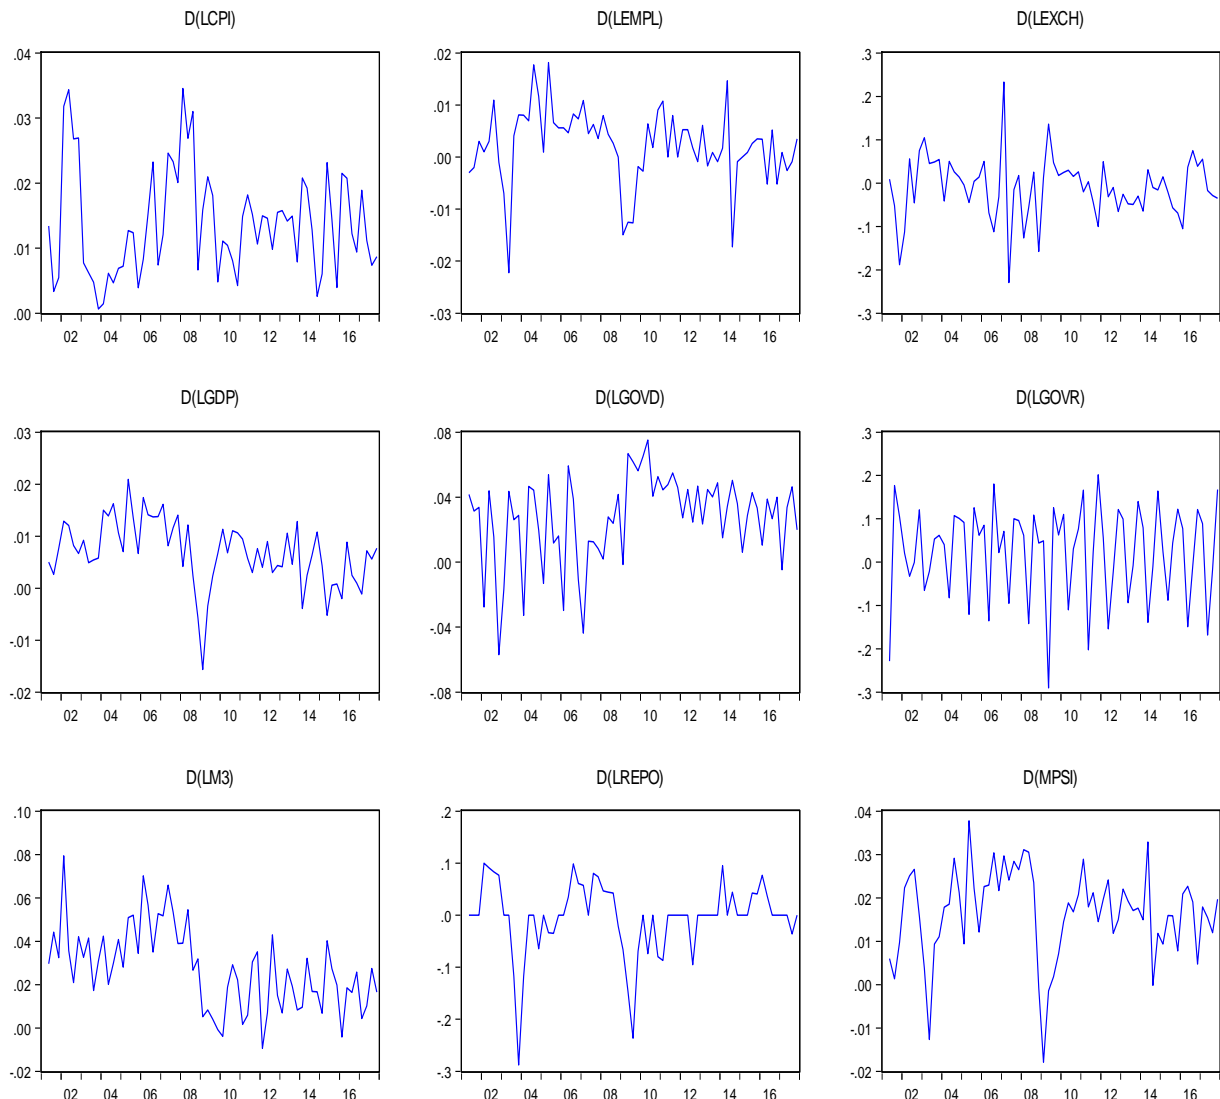 D(LCPI) D(LEMPL) D(LEXCH)
.04 .02 .3
.03 .01 .2
.02 .00 .1
.01 -.01 .0
.00 -.02 -.1
-.03 -.2
-.3
02 04 06 08 10 12 14 16 02 04 06 08 10 12 14 16 02 04 06 08 10 12 14 16
D(LGDP) D(LGOVD) D(LGOVR)
.03 .08 .3
.02 .04 .2
.01 .00 .1
.00 -.04 .0
-.01 -.08 -.1
-.02 -.2
-.3
02 04 06 08 10 12 14 16 02 04 06 08 10 12 14 16 02 04 06 08 10 12 14 16
D(LM3) D(LREPO) D(MPSI)
.10 .2 .04
.08 .1 .03
.06 .0 .02
.04 -.1 .01
.02 -.2 .00
.00 -.3 -.01
-.02 -.02
02 04 06 08 10 12 14 16 02 04 06 08 10 12 14 16 02 04 06 08 10 12 14 16